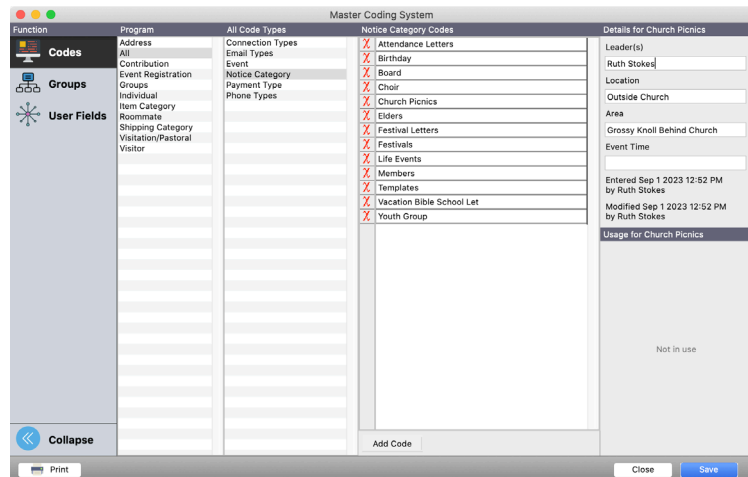 Master Coding System
Function
Program
All Code Types
Notice Category Codes
Details for Church Picnics
Codes
Groups
User Fields
Collapse
Address
All
Contribution
Event Registration
Groups
Individual
Item Category
Roommate
Shipping Category
Visitation/Pastoral
Visitor
Connection Types
Email Types
Event
Notice Category
Payment Type
Phone Types
X Attendance Letters
X Birthday
X Board
X Choir
X Church Picnics
X Elders
X Festival Letters
X Festivals
X Life Events
X Members
X Templates
X Vacation Bible School Let
X Youth Group
Add Code
Leader(s)
Ruth Stokes
Location
Outside Church
Area
Grossy Knoll Behind Church
Event Time
Entered Sep 1 2023 12:52 PM
by Ruth Stokes
Modified Sep 1 2023 12:52 PM
by Ruth Stokes
Usage for Church Picnics
Not in use
Print
Close
Save